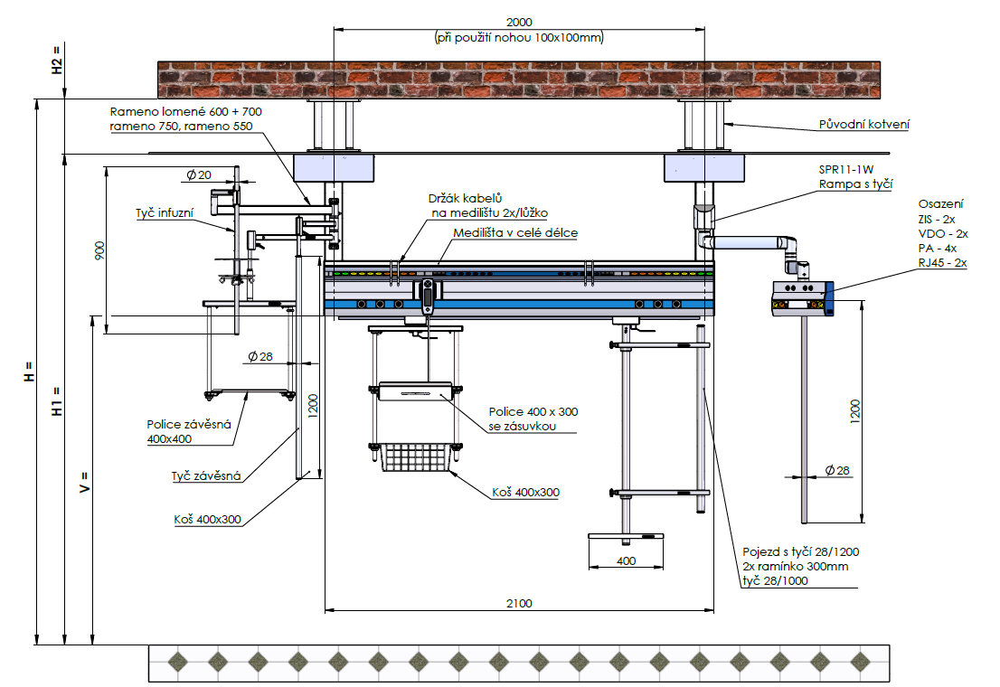 2000
(při použití nohou 100x100mm)
H2 =
Rameno lomené 600 + 700
rameno 750, rameno 550
Původní kotvení
Ø20
SPR11-1W
Rampa s tyčí
Držák kabelů
na medilištu 2x/lůžko
Tyč infuzní
Medilišta v celé délce
Osazení
ZIS - 2x
VDO - 2x
PA - 4x
RJ45 - 2x
900
Ø28
H =
H1 =
1200
1200
Police závěsná
400x400
Police 400 x 300
se zásuvkou
Tyč závěsná
Ø28
V =
Koš 400x300
Koš 400x300
400
Pojezd s tyčí 28/1200
2x ramínko 300mm
tyč 28/1000
2100